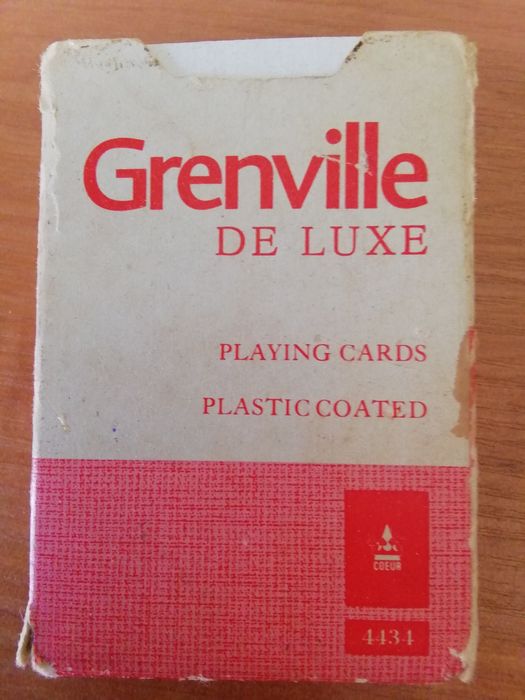 Grenville
DE LUXE
PLAYING CARDS
PLASTIC COATED
COEUR
4434